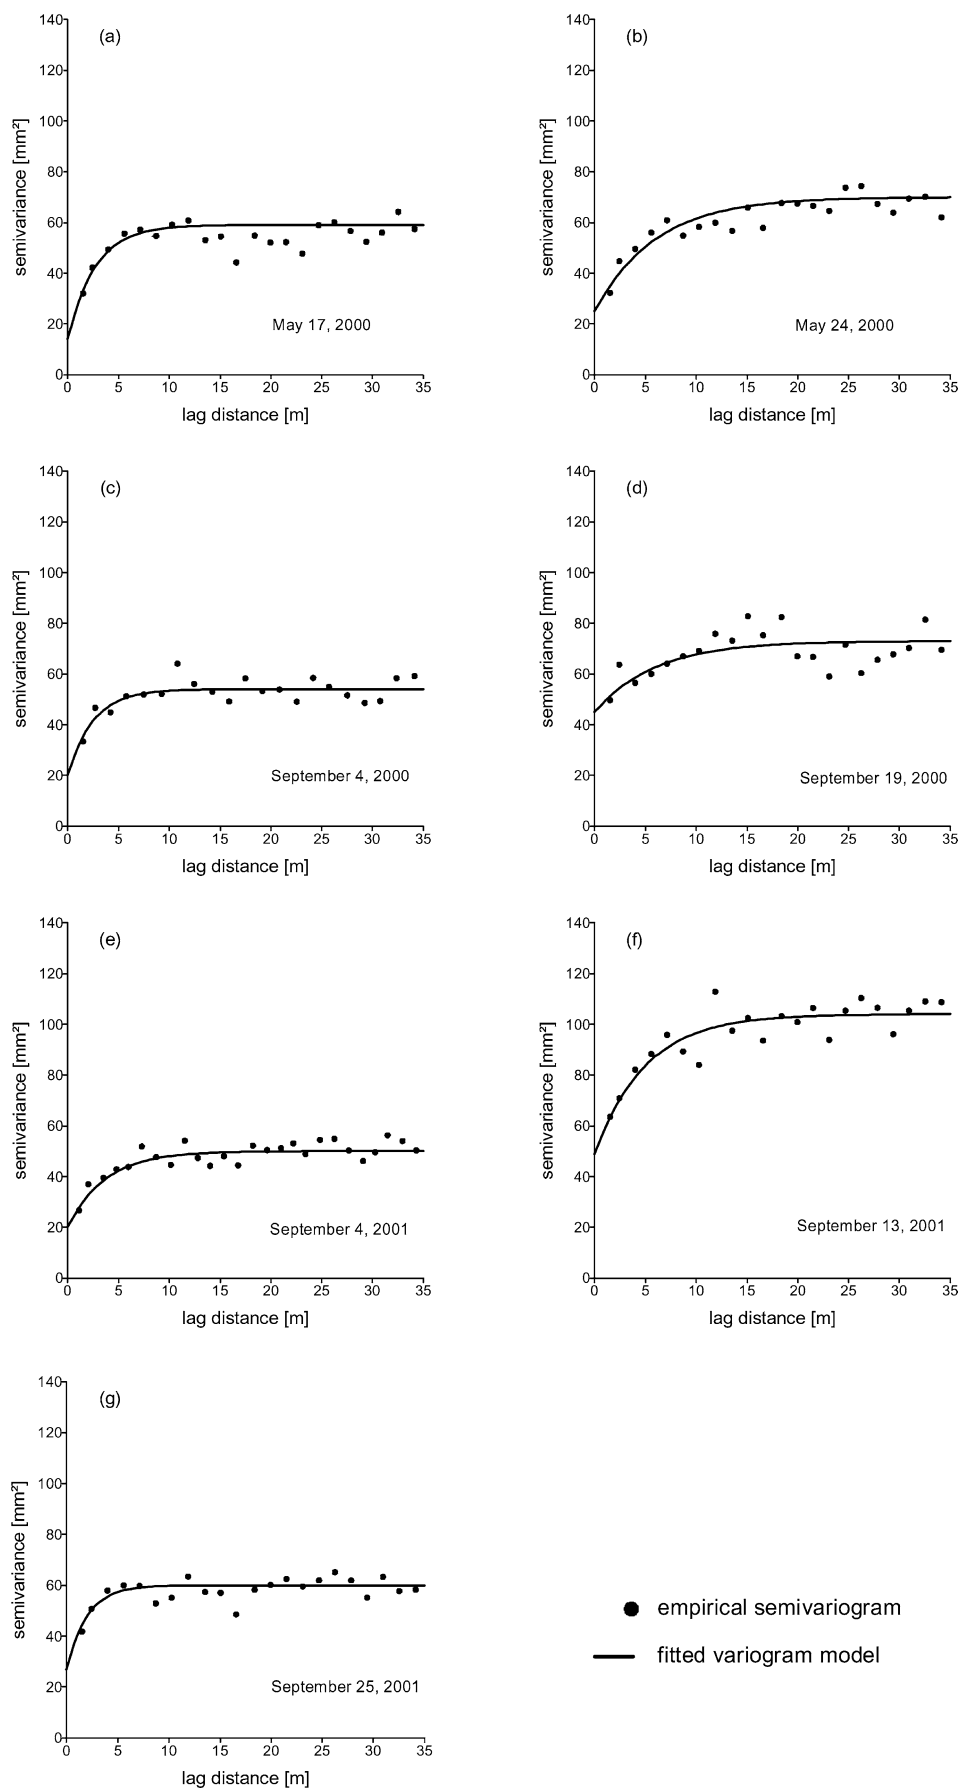 140
120
100
80
60
40
20
0
(a)
semivariance [mm²]
May 17, 2000
0 5 10 15 20 25 30 35
lag distance [m]
140
120
100
80
60
40
20
0
(b)
semivariance [mm²]
May 24, 2000
0 5 10 15 20 25 30 35
lag distance [m]
140
120
100
80
60
40
20
0
(c)
semivariance [mm²]
September 4, 2000
0 5 10 15 20 25 30 35
lag distance [m]
140
120
100
80
60
40
20
0
(d)
semivariance [mm²]
September 19, 2000
0 5 10 15 20 25 30 35
lag distance [m]
140
120
100
80
60
40
20
0
(e)
semivariance [mm²]
September 4, 2001
0 5 10 15 20 25 30 35
lag distance [m]
140
120
100
80
60
40
20
0
(f)
semivariance [mm²]
September 13, 2001
0 5 10 15 20 25 30 35
lag distance [m]
140
120
100
80
60
40
20
0
(g)
semivariance [mm²]
September 25, 2001
0 5 10 15 20 25 30 35
lag distance [m]
empirical semivariogram
fitted variogram model